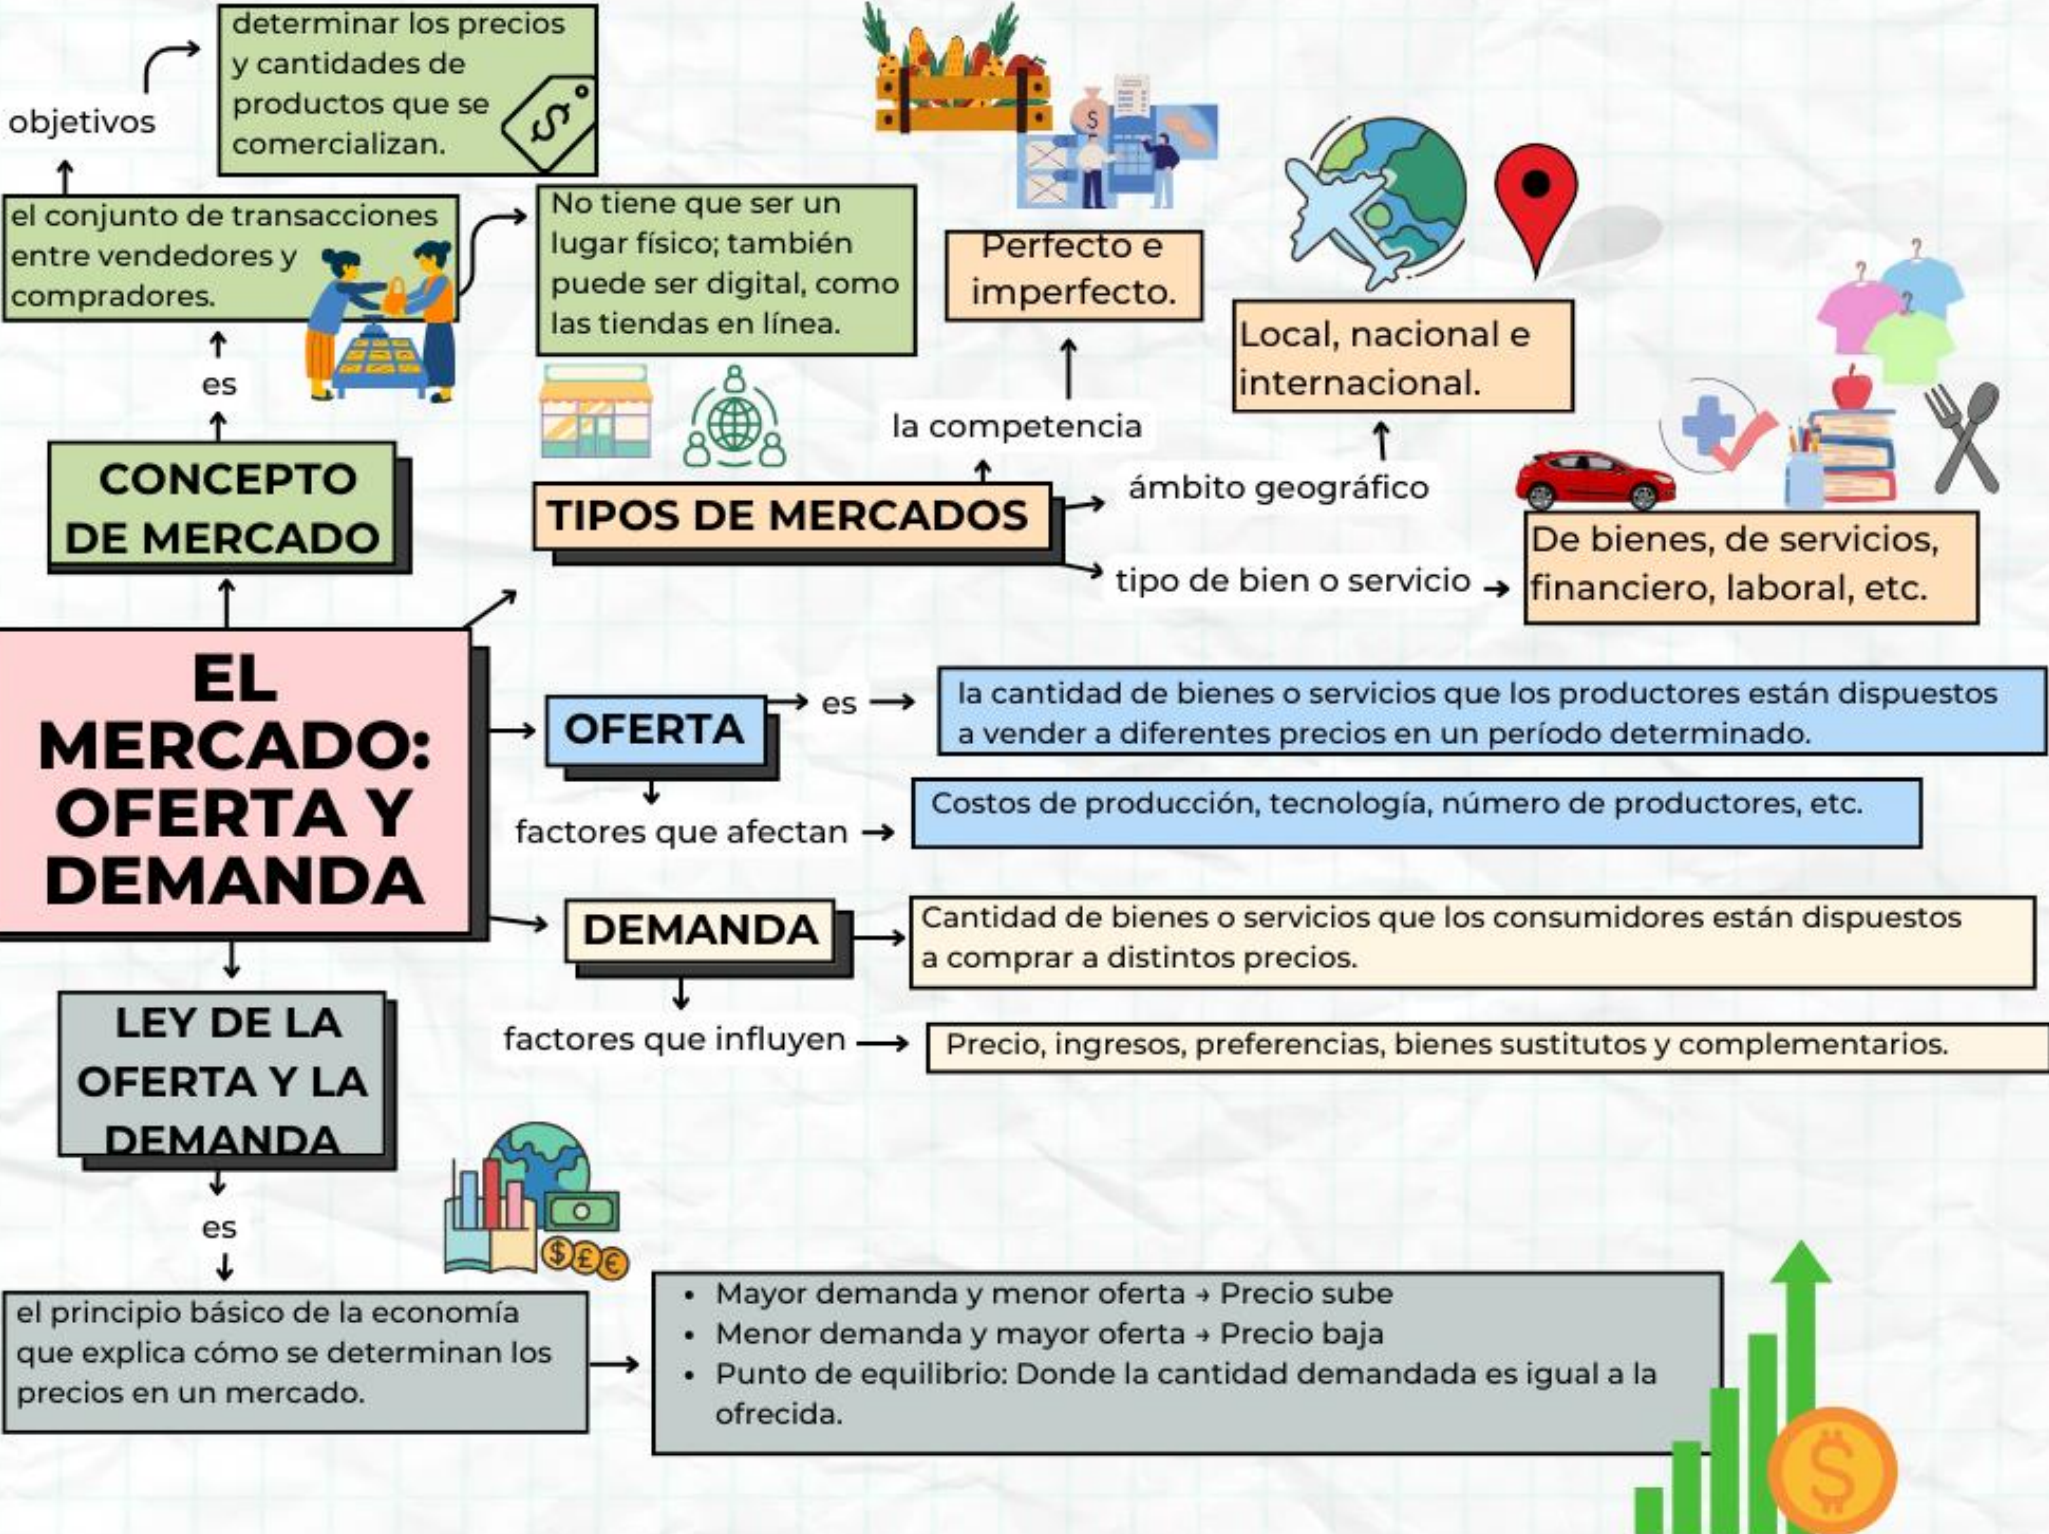 determinar los precios
y cantidades de
productos que se
comercializan.
$
objetivos
el conjunto de transacciones
entre vendedores y
compradores.
No tiene que ser un
lugar físico; también
puede ser digital, como
las tiendas en línea.
es
CONCEPTO
DE MERCADO
$
Perfecto e
imperfecto.
la competencia
Local, nacional e
internacional.
ámbito geográfico
TIPOS DE MERCADOS
tipo de bien o servicio
De bienes, de servicios,
financiero, laboral, etc.
EL
MERCADO:
OFERTA Y
DEMANDA
OFERTA
es
la cantidad de bienes o servicios que los productores están dispuestos
a vender a diferentes precios en un período determinado.
factores que afectan
Costos de producción, tecnología, número de productores, etc.
DEMANDA
Cantidad de bienes o servicios que los consumidores están dispuestos
a comprar a distintos precios.
factores que influyen
Precio, ingresos, preferencias, bienes sustitutos y complementarios.
LEY DE LA
OFERTA Y LA
DEMANDA
es
$ £ €
el principio básico de la economía
que explica cómo se determinan los
precios en un mercado.
• Mayor demanda y menor oferta → Precio sube
• Menor demanda y mayor oferta → Precio baja
• Punto de equilibrio: Donde la cantidad demandada es igual a la
ofrecida.
$